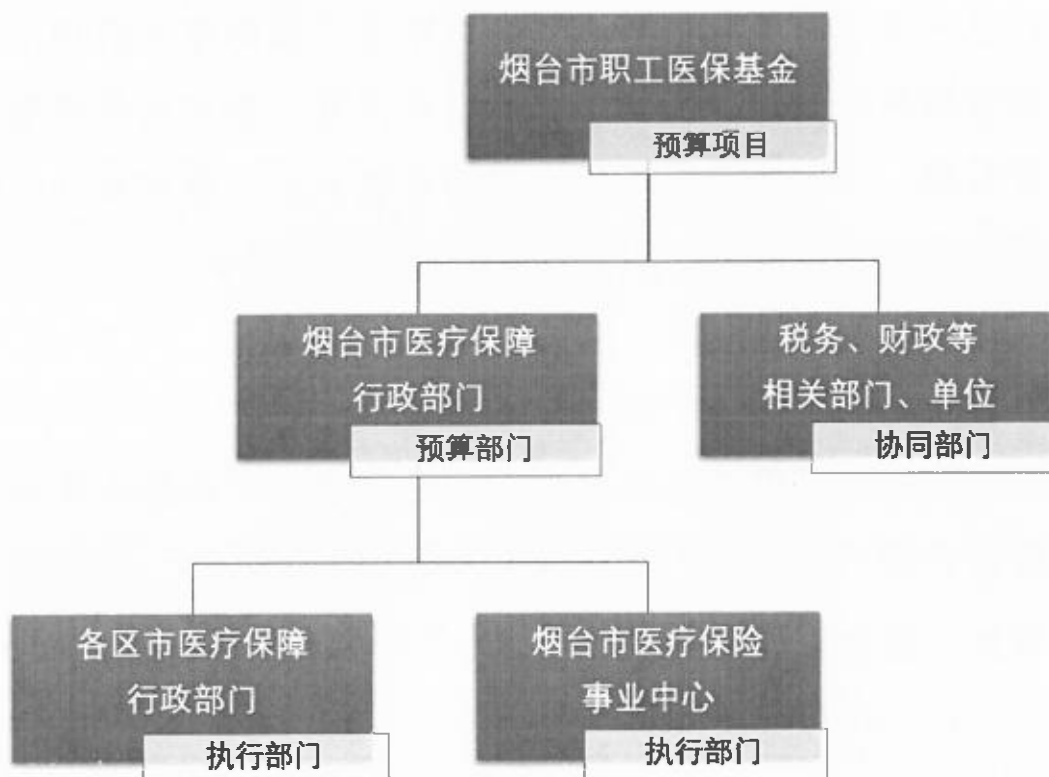 烟台市职工医保基金
预算项目
烟台市医疗保障
行政部门
预算部门
税务、财政等
相关部门、单位
协同部门
各区市医疗保障
行政部门
执行部门
烟台市医疗保险
事业中心
执行部门